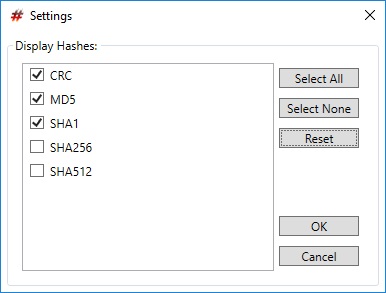 Settings
Display Hashes:
CRC
MD5
SHA1
SHA256
SHA512
Select All
Select None
Reset
OK
Cancel